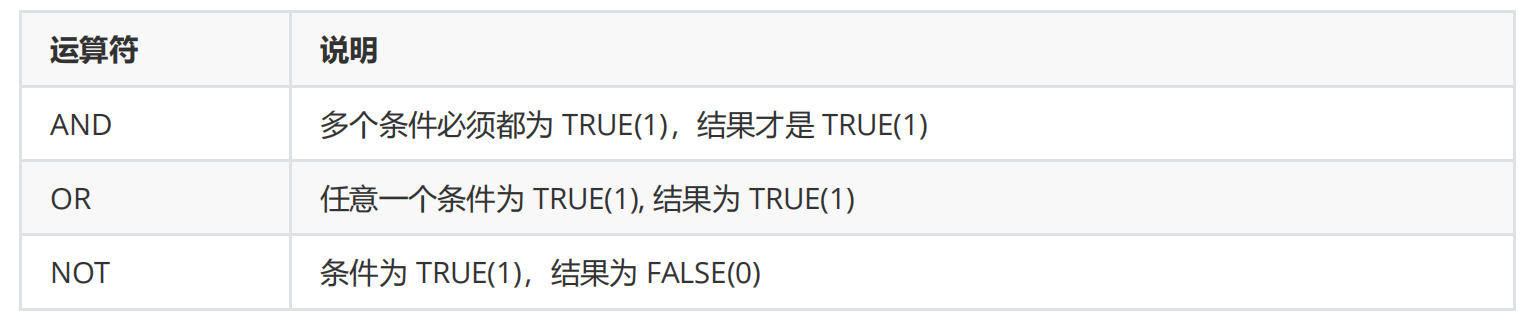 运算符 说明
AND 多个条件必须都为 TRUE(1)，结果才是 TRUE(1)
OR 任意一个条件为 TRUE(1), 结果为 TRUE(1)
NOT 条件为 TRUE(1)，结果为 FALSE(0)